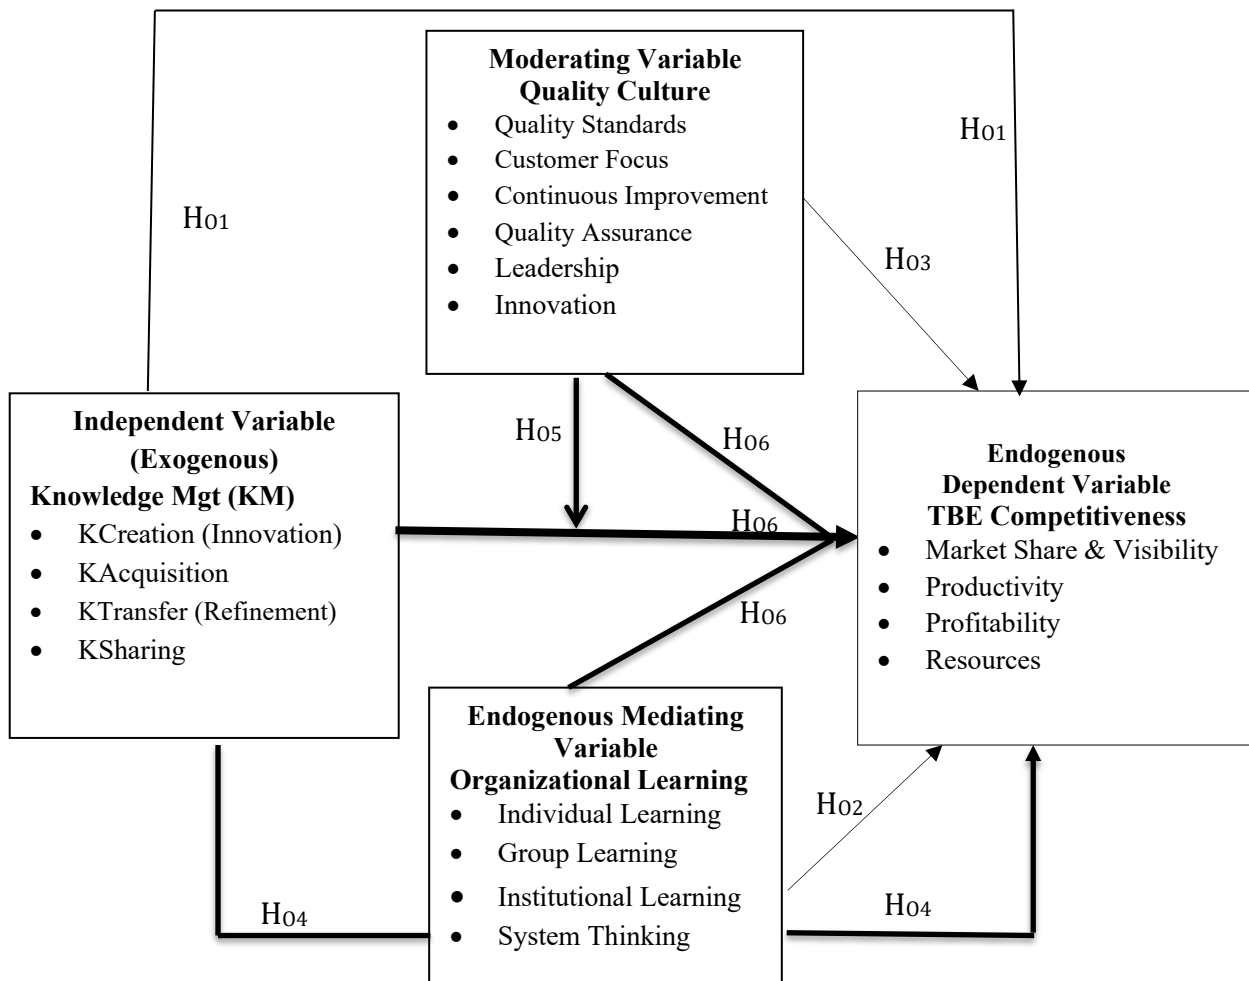 Moderating Variable
Quality Culture
• Quality Standards
• Customer Focus
• Continuous Improvement
• Quality Assurance
• Leadership
• Innovation
H01
H01
H03
Independent Variable
(Exogenous)
Knowledge Mgt (KM)
• KCreation (Innovation)
• KAcquisition
• KTransfer (Refinement)
• KSharing
H05
H06
H06
H06
Endogenous
Dependent Variable
TBE Competitiveness
• Market Share & Visibility
• Productivity
• Profitability
• Resources
Endogenous Mediating
Variable
Organizational Learning
• Individual Learning
• Group Learning
• Institutional Learning
• System Thinking
H02
H04
H04